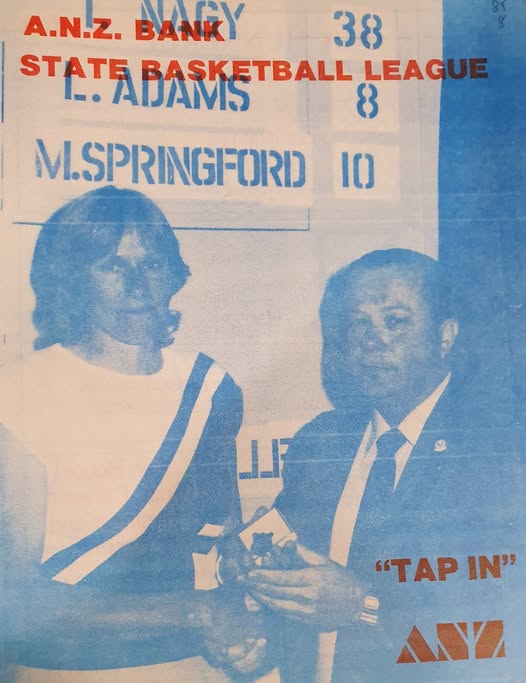 L. NAGY 38
A.N.Z. BANK
STATE BASKETBALL LEAGUE
L. ADAMS 8
M.SPRINGFORD 10
"TAP IN"
ANZ